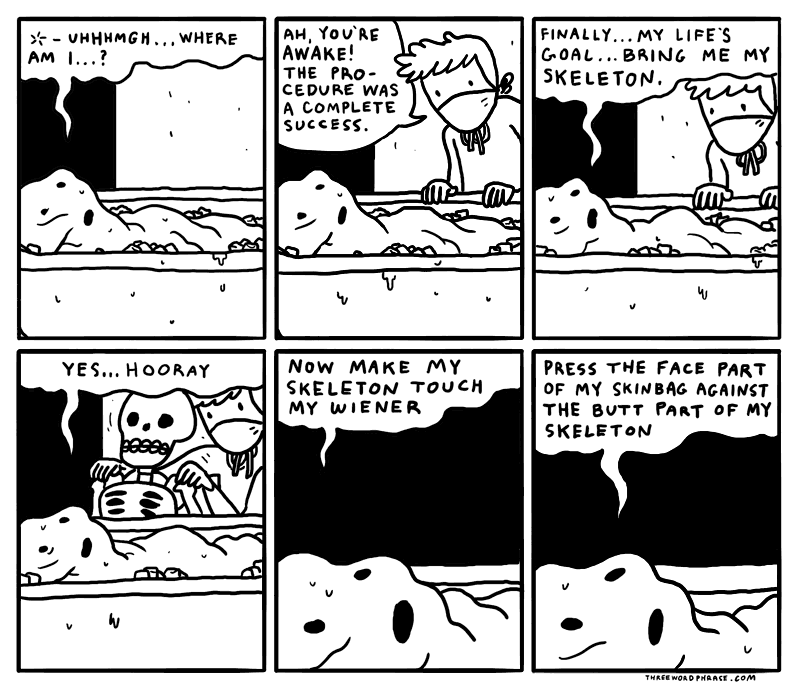 - UHHHMGH...WHERE
AM I...?
AH, YOU'RE
AWAKE!
THE PRO-
CEDURE WAS
A COMPLETE
SUCCESS.
FINALLY...MY LIFE'S
GOAL...BRING ME MY
SKELETON.
YES...HOORAY
NOW MAKE MY
SKELETON TOUCH
MY WIENER
PRESS THE FACE PART
OF MY SKINBAG AGAINST
THE BUTT PART OF MY
SKELETON
THREEWORDPHRASE.COM